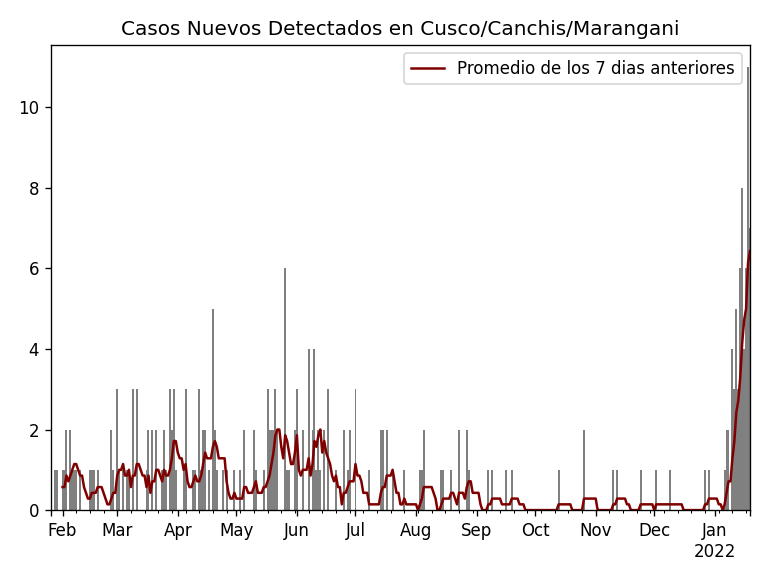 Casos Nuevos Detectados en Cusco/Canchis/Marangani
Promedio de los 7 dias anteriores
10
8
6
4
2
0
Feb Mar Apr May Jun Jul Aug Sep Oct Nov Dec Jan
2022